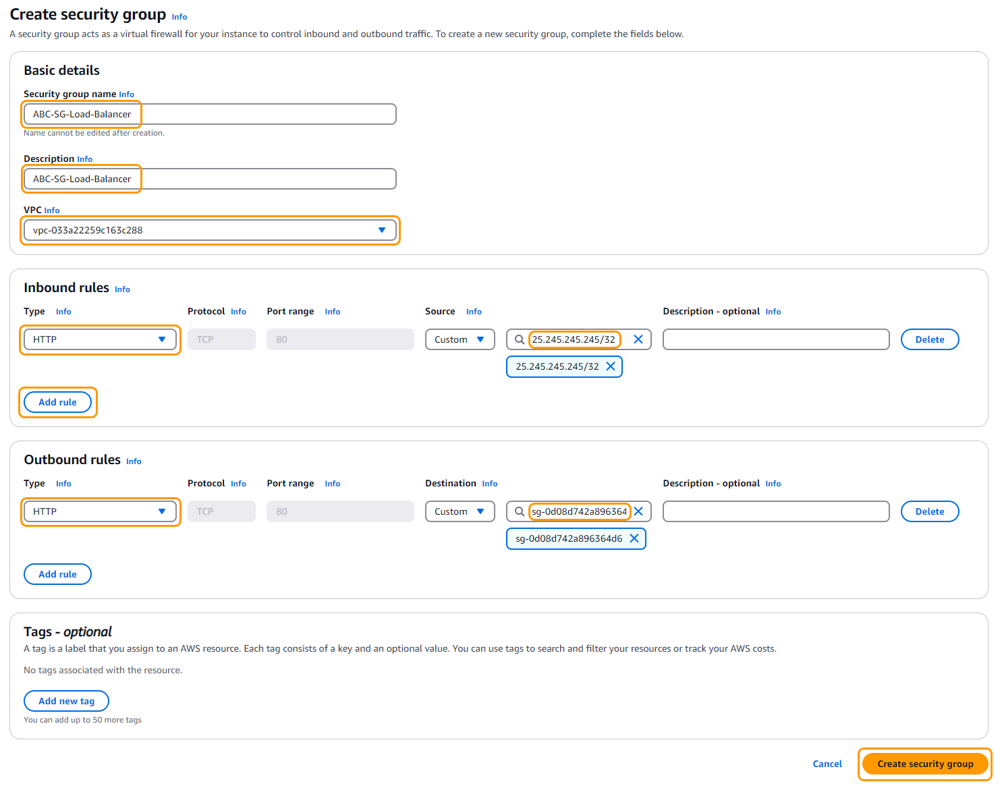 Create security group Info
A security group acts as a virtual firewall for your instance to control inbound and outbound traffic. To create a new security group, complete the fields below.
Basic details
Security group name Info
ABC-SG-Load-Balancer
Name cannot be edited after creation.
Description Info
ABC-SG-Load-Balancer
VPC Info
vpc-033a22259c163c288
Inbound rules Info
Type Info Protocol Info Port range Info Source Info Description - optional Info
HTTP TCP 80 Custom 25.245.245.245/32 Delete
25.245.245.245/32
Add rule
Outbound rules Info
Type Info Protocol Info Port range Info Destination Info Description - optional Info
HTTP TCP 80 Custom sg-0d08d742a896364 Delete
sg-0d08d742a896364d6
Add rule
Tags - optional
A tag is a label that you assign to an AWS resource. Each tag consists of a key and an optional value. You can use tags to search and filter your resources or track your AWS costs.
No tags associated with the resource.
Add new tag
You can add up to 50 more tags
Cancel Create security group